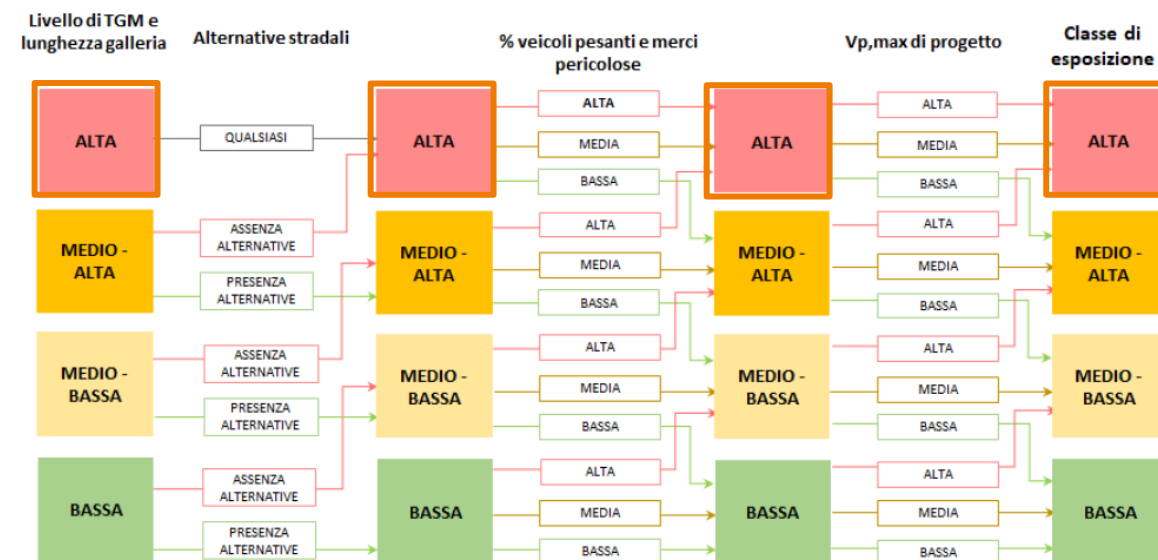 Livello di TGM e
lunghezza galleria
Alternative stradali
% veicoli pesanti e merci
pericolose
Vp,max di progetto
Classe di
esposizione
ALTA
QUALSIASI
ALTA
ALTA
MEDIA
BASSA
ALTA
ALTA
MEDIA
BASSA
ALTA
MEDIO -
ALTA
ASSENZA
ALTERNATIVE
PRESENZA
ALTERNATIVE
MEDIO -
ALTA
ALTA
MEDIA
BASSA
MEDIO -
ALTA
ALTA
MEDIA
BASSA
MEDIO -
ALTA
MEDIO -
BASSA
ASSENZA
ALTERNATIVE
PRESENZA
ALTERNATIVE
MEDIO -
BASSA
ALTA
MEDIA
BASSA
MEDIO -
BASSA
ALTA
MEDIA
BASSA
MEDIO -
BASSA
BASSA
ASSENZA
ALTERNATIVE
PRESENZA
ALTERNATIVE
BASSA
ALTA
MEDIA
BASSA
BASSA
ALTA
MEDIA
BASSA
BASSA